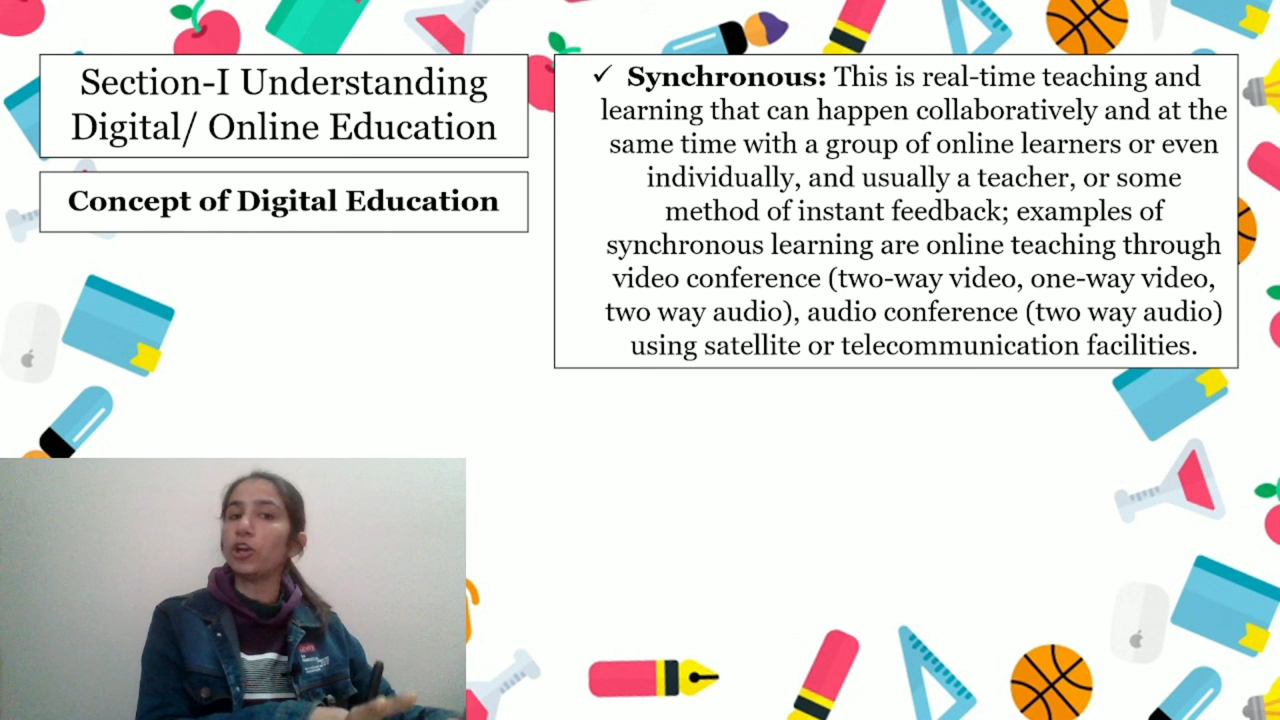 Section-I Understanding
Digital/ Online Education
Concept of Digital Education
✓ Synchronous: This is real-time teaching and
learning that can happen collaboratively and at the
same time with a group of online learners or even
individually, and usually a teacher, or some
method of instant feedback; examples of
synchronous learning are online teaching through
video conference (two-way video, one-way video,
two way audio), audio conference (two way audio)
using satellite or telecommunication facilities.